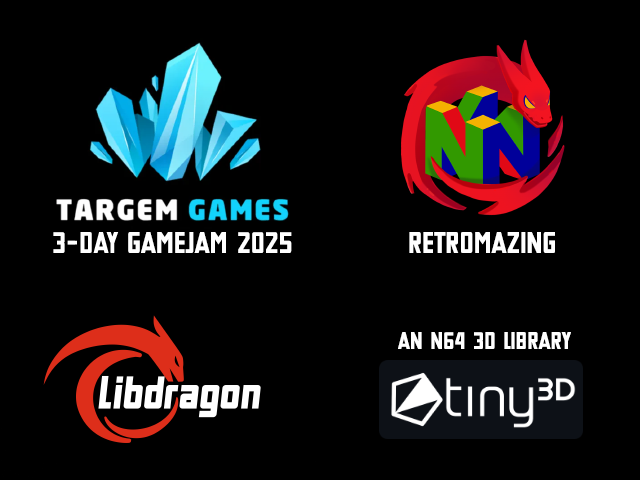 TARGEM GAMES
3-DAY GAMEJAM 2025
RETROMAZING
Libdragon
AN N64 3D LIBRARY
tiny3D